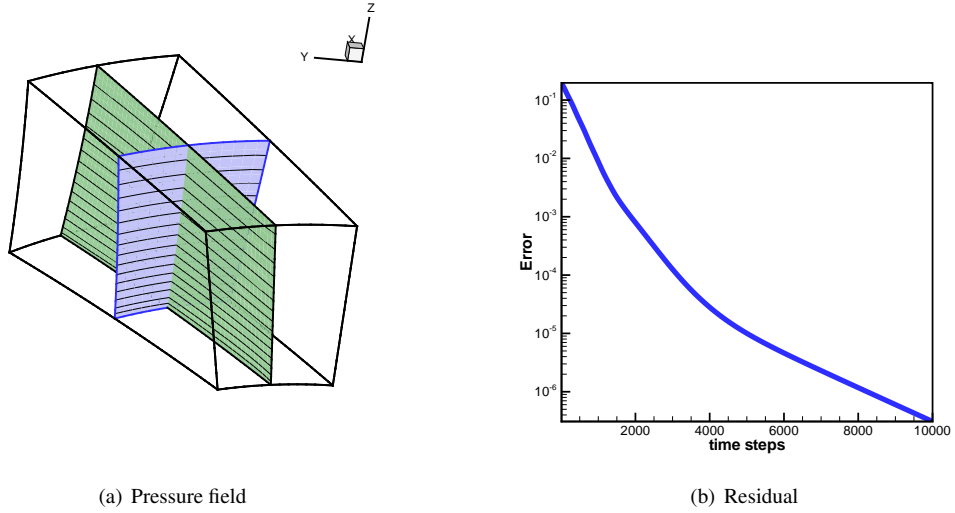 Z
X
Y
10-1
10-2
10-3
10-4
10-5
10-6
Error
2000 4000 6000 8000 10000
time steps
(a) Pressure field
(b) Residual